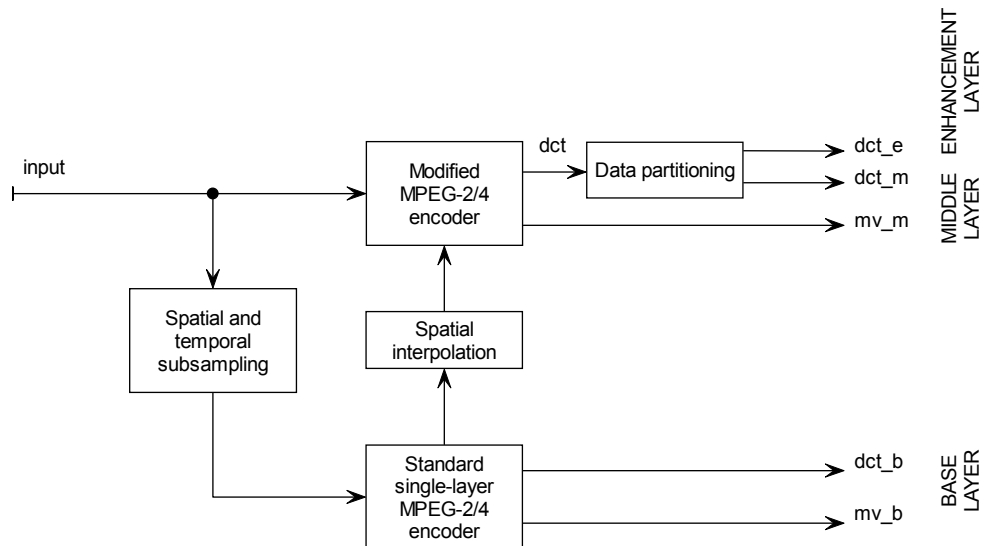 input
Modified
MPEG-2/4
encoder
dct
Data partitioning
dct_e
dct_m
mv_m
ENHANCEMENT
LAYER
MIDDLE
LAYER
Spatial and
temporal
subsampling
Spatial
interpolation
Standard
single-layer
MPEG-2/4
encoder
dct_b
mv_b
BASE
LAYER